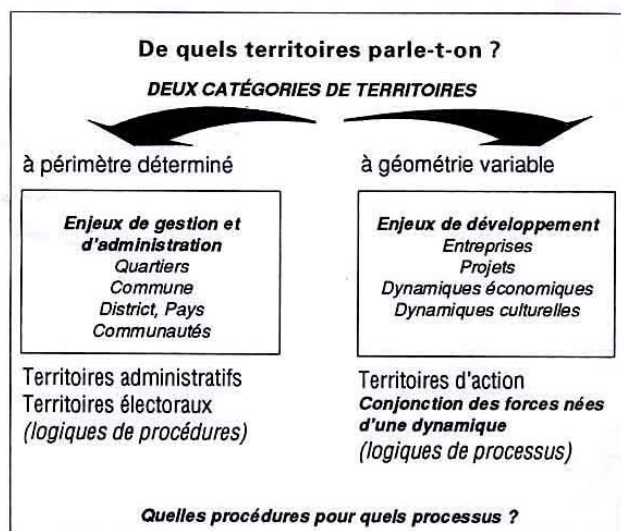 De quels territoires parle-t-on ?
DEUX CATÉGORIES DE TERRITOIRES
à périmètre déterminé
Enjeux de gestion et
d'administration
Quartiers
Commune
District, Pays
Communautés
Territoires administratifs
Territoires électoraux
(logiques de procédures)
à géométrie variable
Enjeux de développement
Entreprises
Projets
Dynamiques économiques
Dynamiques culturelles
Territoires d'action
Conjonction des forces nées
d'une dynamique
(logiques de processus)
Quelles procédures pour quels processus ?